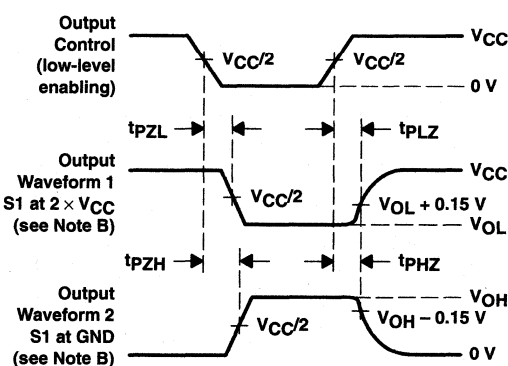 Output
Control
(low-level
enabling)
VCC/2
VCC/2
VCC
0 V
tPZL
tPLZ
Output
Waveform 1
S1 at 2 × VCC
(see Note B)
VCC/2
VCC
VOL + 0.15 V
VOL
tPZH
tPHZ
Output
Waveform 2
S1 at GND
(see Note B)
VCC/2
VOH
VOH – 0.15 V
0 V